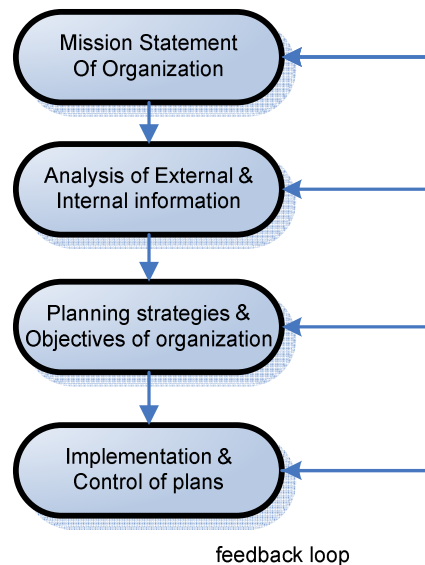 Mission Statement
Of Organization
Analysis of External &
Internal information
Planning strategies &
Objectives of organization
Implementation &
Control of plans
feedback loop